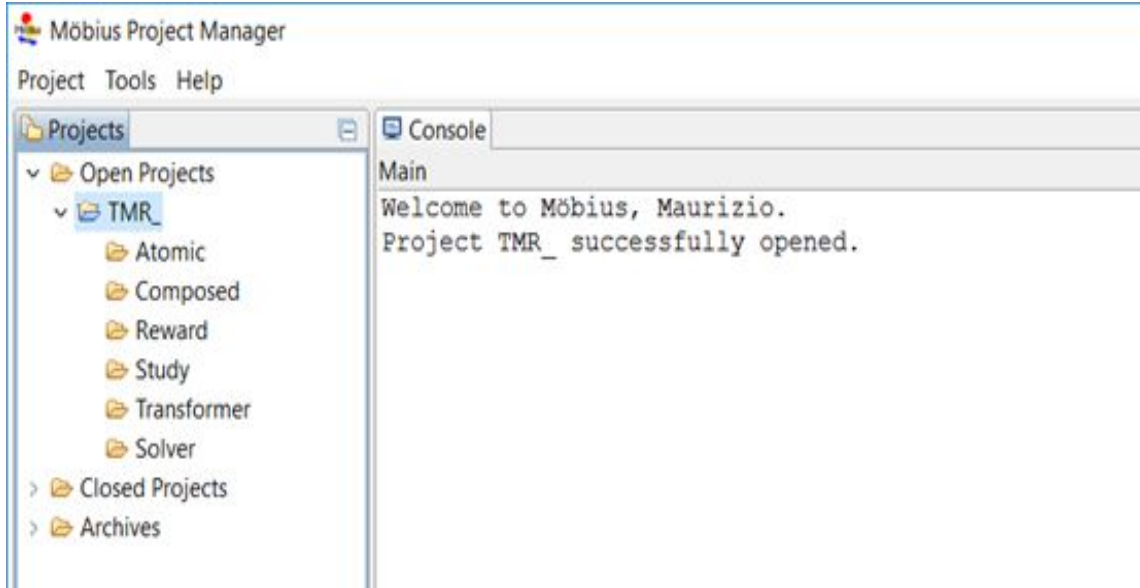 Möbius Project Manager
Project Tools Help
Projects
Open Projects
TMR_
Atomic
Composed
Reward
Study
Transformer
Solver
Closed Projects
Archives
Console
Main
Welcome to Möbius, Maurizio.
Project TMR_ successfully opened.